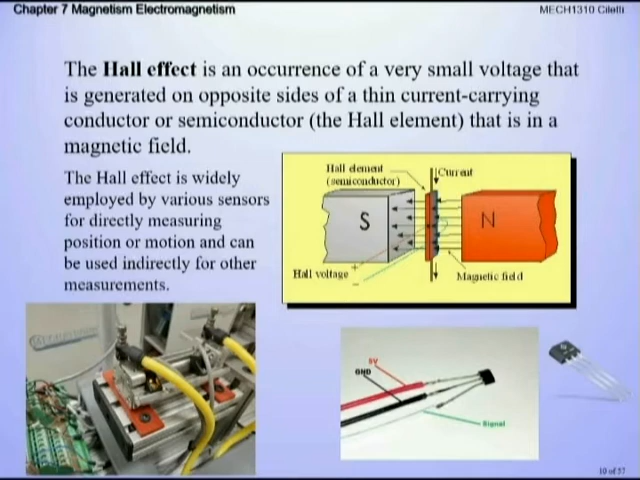 Chapter 7 Magnetism Electromagnetism
MECH1310 Ciletti
The Hall effect is an occurrence of a very small voltage that
is generated on opposite sides of a thin current-carrying
conductor or semiconductor (the Hall element) that is in a
magnetic field.
The Hall effect is widely
employed by various sensors
for directly measuring
position or motion and can
be used indirectly for other
measurements.
Hall element
(semiconductor)
Current
S
N
Hall voltage
+
−
Magnetic field
5V
GND
Signal
10 of 57